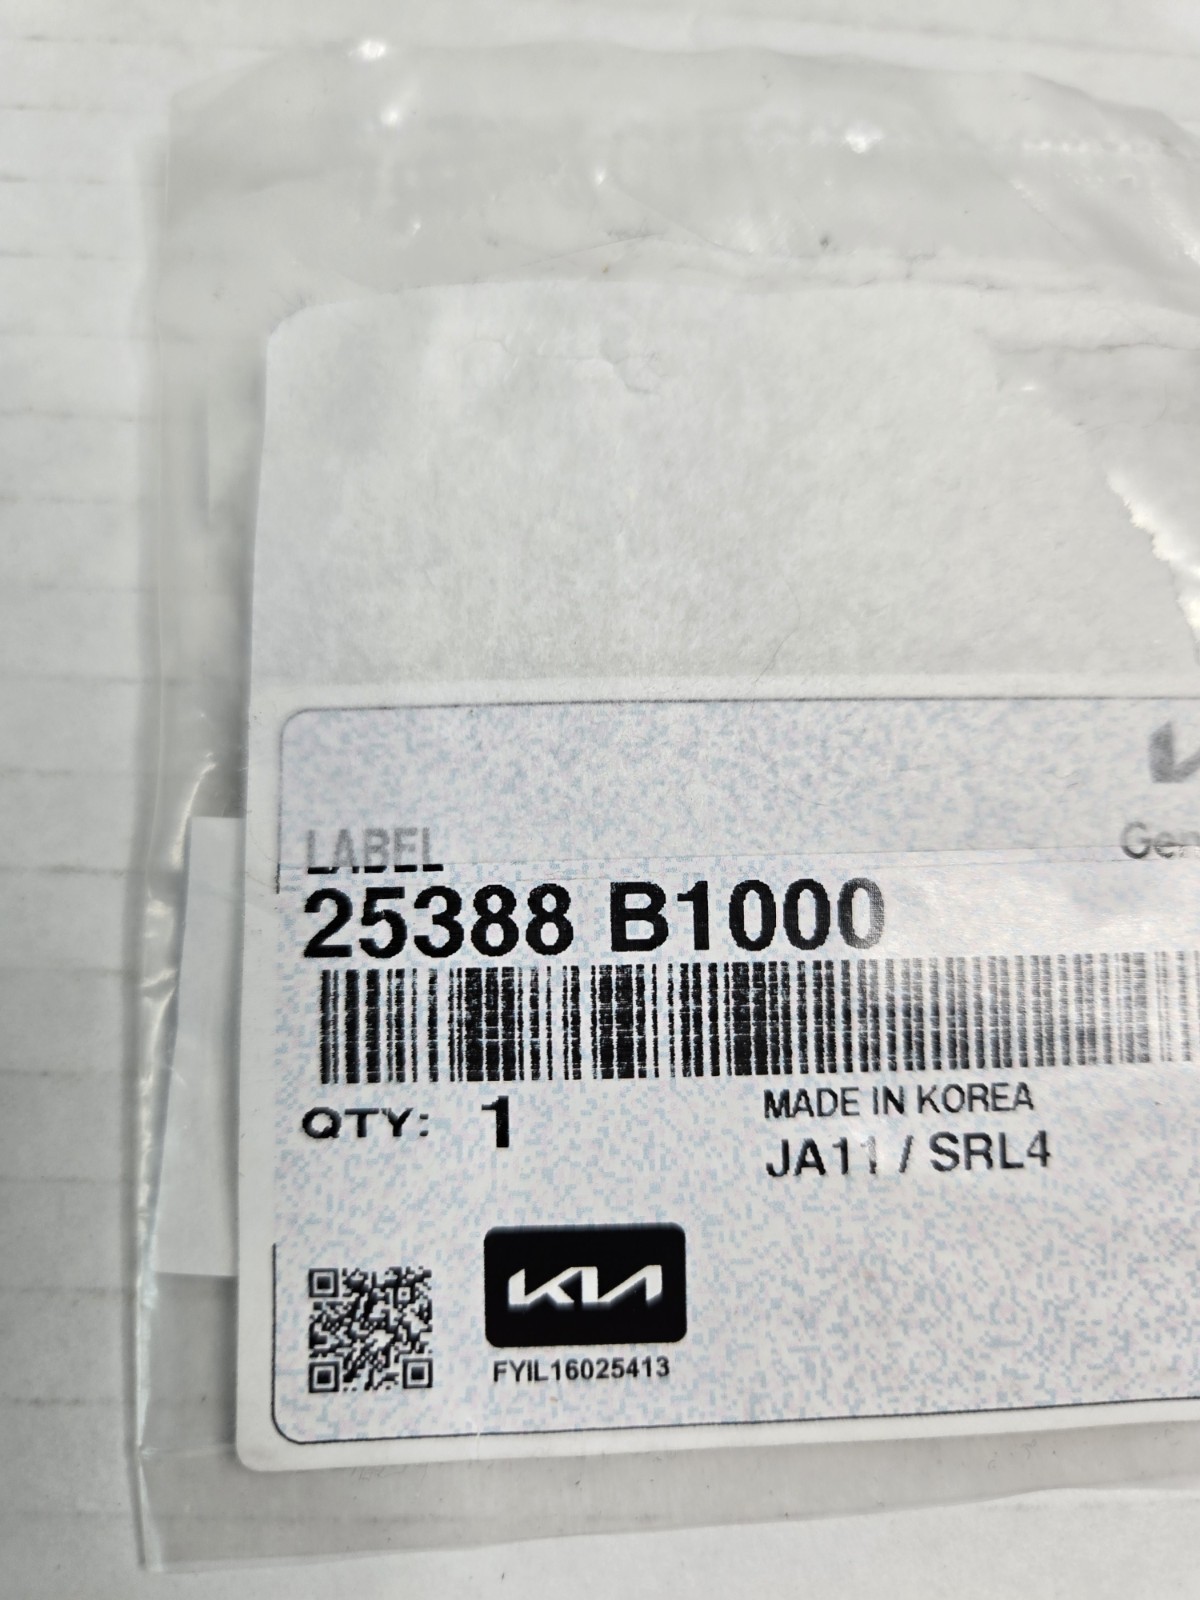 LABEL
25388 B1000
QTY: 1
MADE IN KOREA
JA11 / SRL4
KIA
FYIL16025413